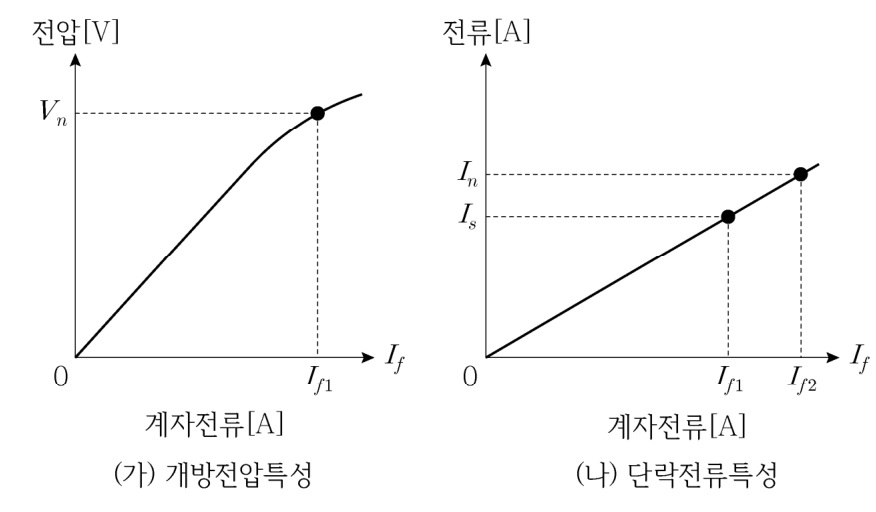 전압[V]
V_n
0
I_f1
I_f
계자전류[A]
(가) 개방전압특성
전류[A]
I_n
I_s
0
I_f1
I_f2
I_f
계자전류[A]
(나) 단락전류특성